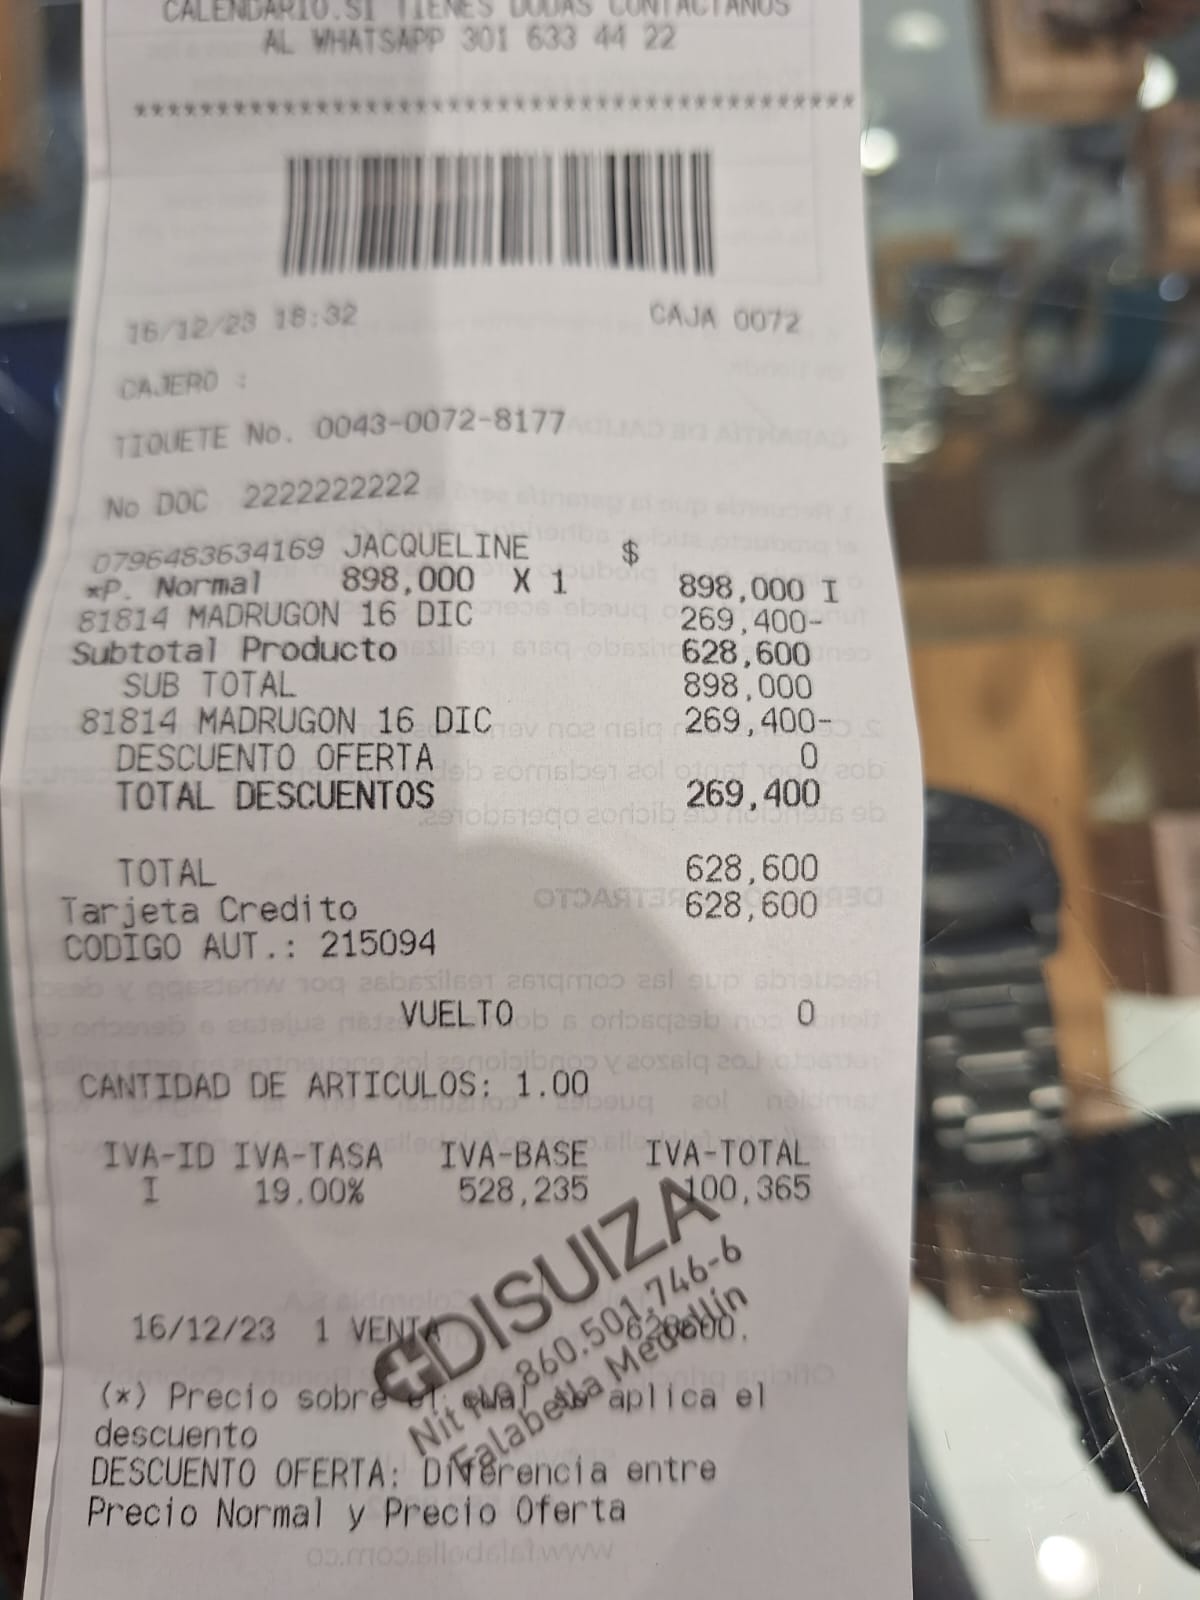 CALENDARIO.SI TIENES DUDAS CONTACTANOS
AL WHATSAPP 301 633 44 22
********************************************
16/12/23 18:32 CAJA 0072
CAJERO :
TIQUETE No. 0043-0072-8177
No DOC 2222222222
0796483634169 JACQUELINE $
*P. Normal 898,000 X 1 898,000 I
81814 MADRUGON 16 DIC 269,400-
Subtotal Producto 628,600
SUB TOTAL 898,000
81814 MADRUGON 16 DIC 269,400-
DESCUENTO OFERTA 0
TOTAL DESCUENTOS 269,400
TOTAL 628,600
Tarjeta Credito 628,600
CODIGO AUT.: 215094
VUELTO 0
CANTIDAD DE ARTICULOS: 1.00
IVA-ID IVA-TASA IVA-BASE IVA-TOTAL
I 19.00% 528,235 100,365
16/12/23 1 VENTA 628600.
DISUIZA
Nit No 860.501.746-6
Falabella Medellín
(*) Precio sobre el cual se aplica el
descuento
DESCUENTO OFERTA: Diferencia entre
Precio Normal y Precio Oferta
www.falabella.com.co